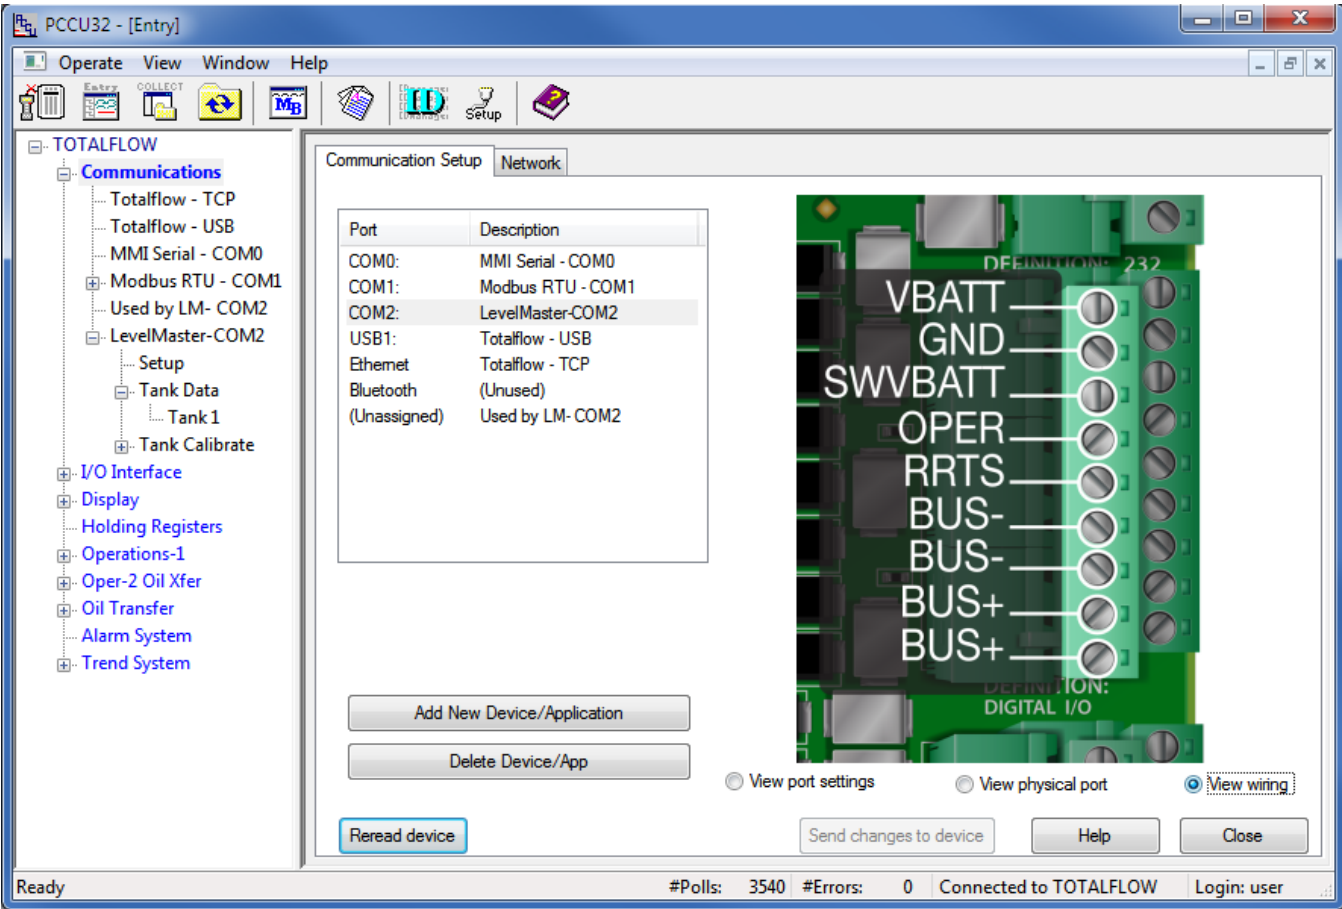 PCCU32 - [Entry]
Operate View Window Help
Entry
COLLECT
MB
ID
Manager
Setup
TOTALFLOW
Communications
Totalflow - TCP
Totalflow - USB
MMI Serial - COM0
Modbus RTU - COM1
Used by LM- COM2
LevelMaster-COM2
Setup
Tank Data
Tank 1
Tank Calibrate
I/O Interface
Display
Holding Registers
Operations-1
Oper-2 Oil Xfer
Oil Transfer
Alarm System
Trend System
Communication Setup Network
Port Description
COM0: MMI Serial - COM0
COM1: Modbus RTU - COM1
COM2: LevelMaster-COM2
USB1: Totalflow - USB
Ethernet Totalflow - TCP
Bluetooth (Unused)
(Unassigned) Used by LM- COM2
DEFINITION: 232
VBATT
GND
SWVBATT
OPER
RRTS
BUS-
BUS-
BUS+
BUS+
DEFINITION:
DIGITAL I/O
Add New Device/Application
Delete Device/App
View port settings View physical port View wiring
Reread device Send changes to device Help Close
Ready #Polls: 3540 #Errors: 0 Connected to TOTALFLOW Login: user